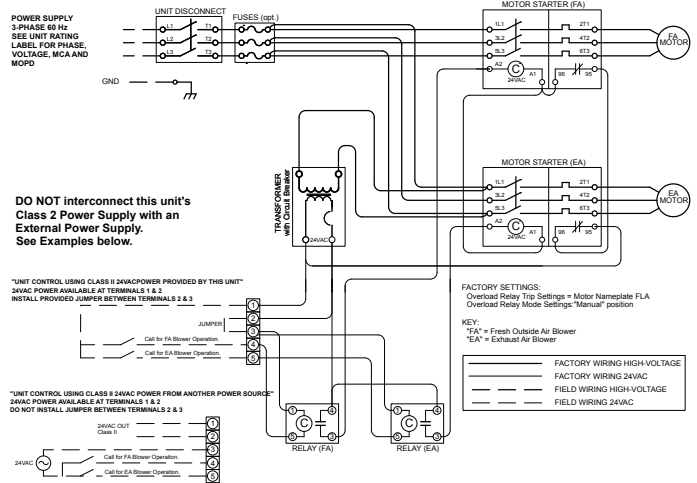 POWER SUPPLY
3-PHASE 60 Hz
SEE UNIT RATING
LABEL FOR PHASE,
VOLTAGE, MCA AND
MOPD
GND
UNIT DISCONNECT
L1
T1
L2
T2
L3
T3
FUSES (opt.)
MOTOR STARTER (FA)
1L1
2T1
3L2
4T2
5L3
6T3
A2
C
24VAC
A1
96
95
FA
MOTOR
TRANSFORMER
with Circuit Breaker
24VAC
MOTOR STARTER (EA)
1L1
2T1
3L2
4T2
5L3
6T3
A2
C
24VAC
A1
96
95
EA
MOTOR
DO NOT interconnect this unit's
Class 2 Power Supply with an
External Power Supply.
See Examples below.
"UNIT CONTROL USING CLASS II 24VACPOWER PROVIDED BY THIS UNIT"
24VAC POWER AVAILABLE AT TERMINALS 1 & 2
INSTALL PROVIDED JUMPER BETWEEN TERMINALS 2 & 3
JUMPER
Call for FA Blower Operation.
Call for EA Blower Operation.
1
2
3
4
5
FACTORY SETTINGS:
Overload Relay Trip Settings = Motor Nameplate FLA
Overload Relay Mode Settings:"Manual" position
KEY:
"FA" = Fresh Outside Air Blower
"EA" = Exhaust Air Blower
FACTORY WIRING HIGH-VOLTAGE
FACTORY WIRING 24VAC
FIELD WIRING HIGH-VOLTAGE
FIELD WIRING 24VAC
"UNIT CONTROL USING CLASS II 24VAC POWER FROM ANOTHER POWER SOURCE"
24VAC POWER AVAILABLE AT TERMINALS 1 & 2
DO NOT INSTALL JUMPER BETWEEN TERMINALS 2 & 3
24VAC OUT
Class II
24VAC
Call for FA Blower Operation.
Call for EA Blower Operation.
1
2
3
4
5
1
4
C
5
3
RELAY (FA)
1
4
C
5
3
RELAY (EA)